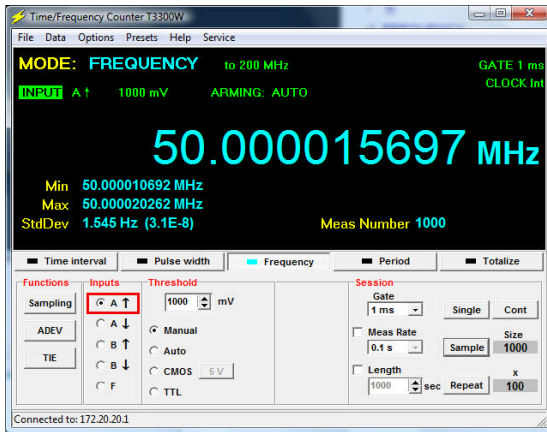 Time/Frequency Counter T3300W
File Data Options Presets Help Service
MODE: FREQUENCY to 200 MHz GATE 1 ms
INPUT A↑ 1000 mV ARMING: AUTO CLOCK Int
50.000015697 MHz
Min 50.000010692 MHz
Max 50.000020262 MHz
StdDev 1.545 Hz (3.1E-8) Meas Number 1000
Time interval Pulse width Frequency Period Totalize
Functions
Sampling
ADEV
TIE
Inputs
A ↑
A ↓
B ↑
B ↓
F
Threshold
1000 mV
Manual
Auto
CMOS 5 V
TTL
Session
Gate
1 ms Single Cont
Meas Rate Size
0.1 s Sample 1000
Length x
1000 sec Repeat 100
Connected to: 172.20.20.1